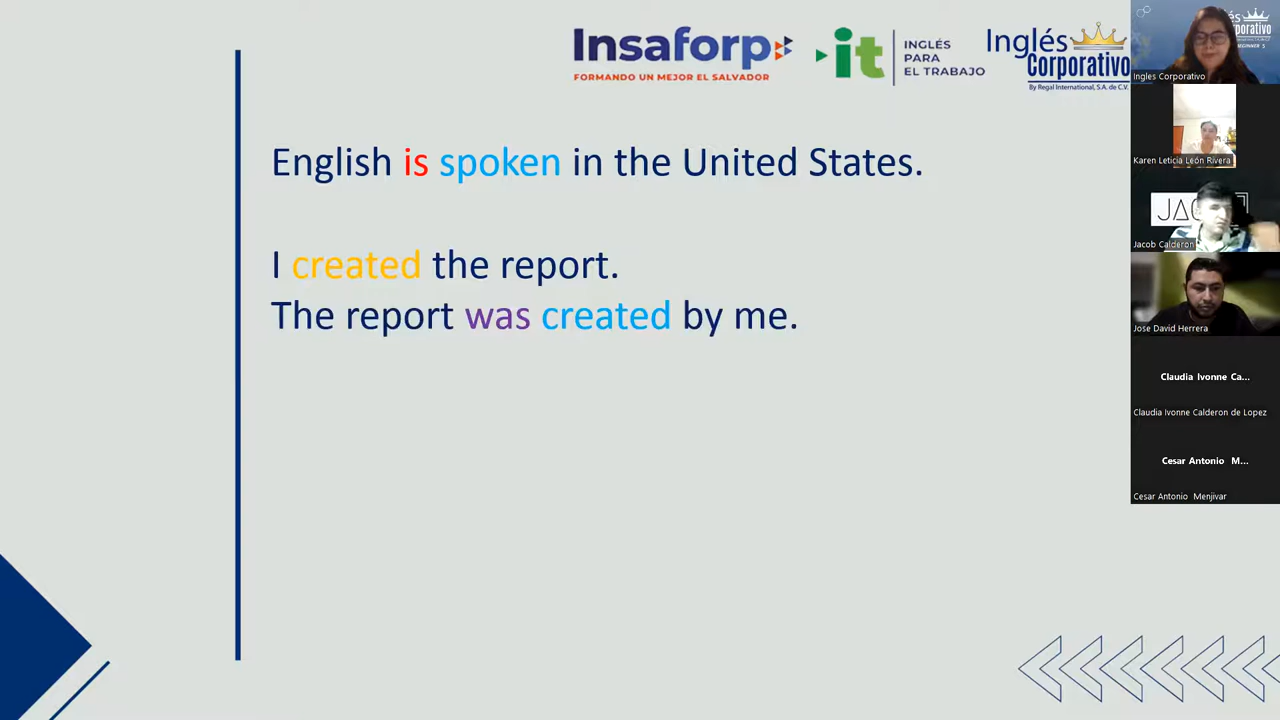 Insaforp
FORMANDO UN MEJOR EL SALVADOR
it
INGLÉS
PARA
EL TRABAJO
Inglés
Corporativo
By Regal International, S.A. de C.V.
English is spoken in the United States.
I created the report.
The report was created by me.
Ingles Corporativo
Karen Leticia León Rivera
Jacob Calderon
Jose David Herrera
Claudia Ivonne Ca...
Claudia Ivonne Calderon de Lopez
Cesar Antonio M...
Cesar Antonio Menjivar